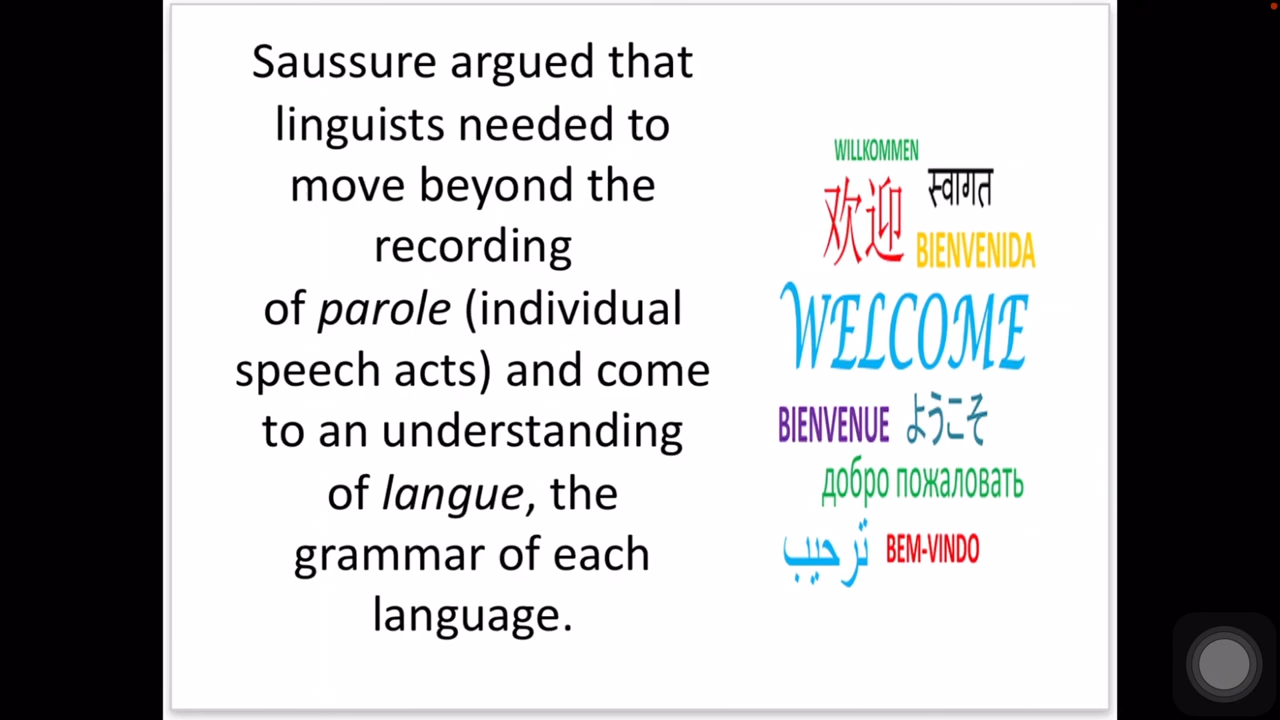 Saussure argued that
linguists needed to
move beyond the
recording
of parole (individual
speech acts) and come
to an understanding
of langue, the
grammar of each
language.
WILLKOMMEN
欢迎 स्वागत
BIENVENIDA
WELCOME
BIENVENUE ようこそ
добро пожаловать
ترحيب BEM-VINDO